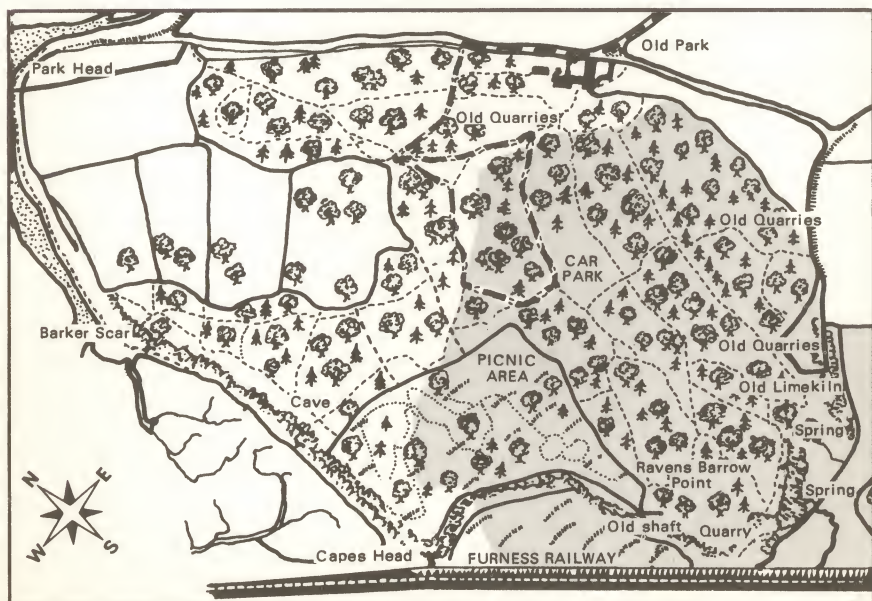 Old Park
Park Head
Old Quarries
Old Quarries
CAR
PARK
Barker Scar
Old Quarries
PICNIC
AREA
Old Limekiln
Cave
Spring
Ravens Barrow
Point
N
E
Spring
W
S
Old shaft
Quarry
Capes Head
FURNESS RAILWAY